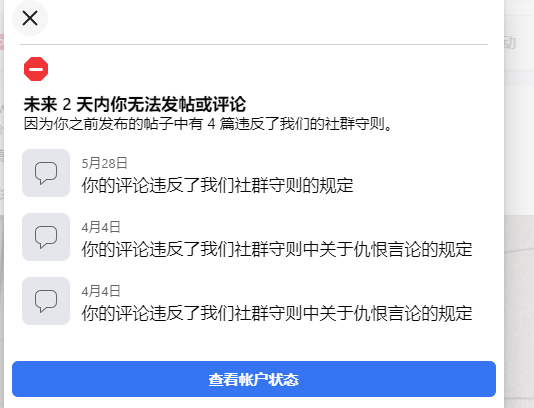 动
未来 2 天内你无法发帖或评论
因为你之前发布的帖子中有 4 篇违反了我们的社群守则。
5月28日
你的评论违反了我们社群守则的规定
4月4日
你的评论违反了我们社群守则中关于仇恨言论的规定
4月4日
你的评论违反了我们社群守则中关于仇恨言论的规定
查看帐户状态